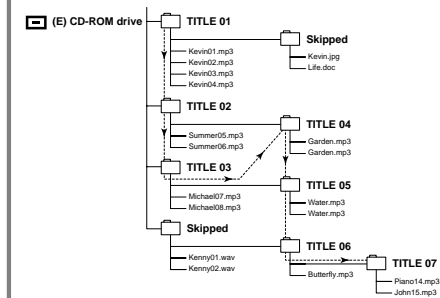 (E) CD-ROM drive
TITLE 01
Kevin01.mp3
Kevin02.mp3
Kevin03.mp3
Kevin04.mp3
Skipped
Kevin.jpg
Life.doc
TITLE 02
Summer05.mp3
Summer06.mp3
TITLE 04
Garden.mp3
Garden.mp3
TITLE 03
Michael07.mp3
Michael08.mp3
TITLE 05
Water.mp3
Water.mp3
Skipped
Kenny01.wav
Kenny02.wav
TITLE 06
Butterfly.mp3
TITLE 07
Piano14.mp3
John15.mp3